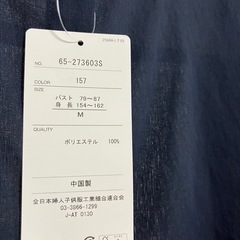 NO. 65-273603S
COLOR 157
SIZE
バスト 79～87
身長 154～162
M
QUALITY
ポリエステル 100%
中国製
全日本婦人子供服工業組合連合会
03-3966-1299
J-AT 0130